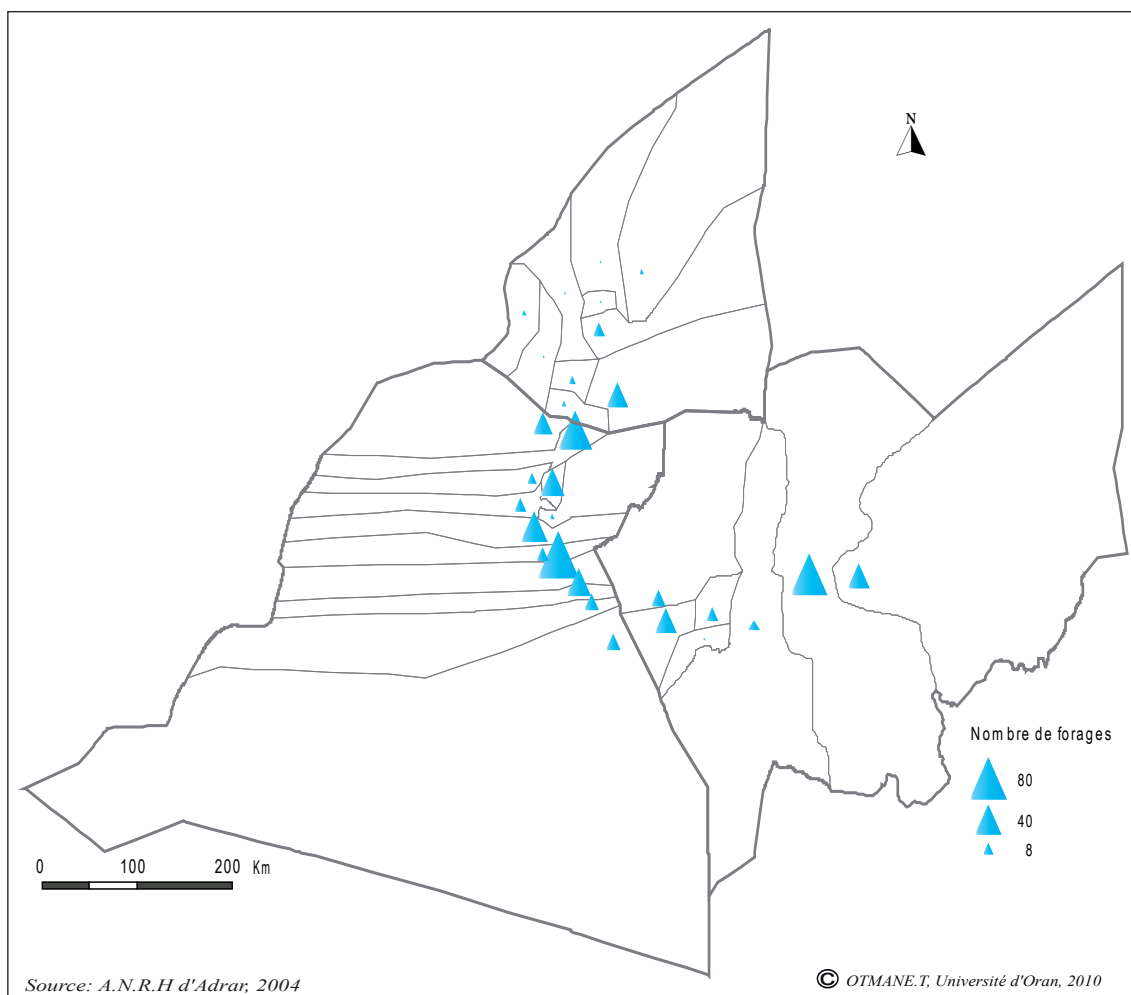 N
Nombre de forages
80
40
8
0 100 200 Km
Source: A.N.R.H d'Adrar, 2004
© OTMANE.T, Université d'Oran, 2010